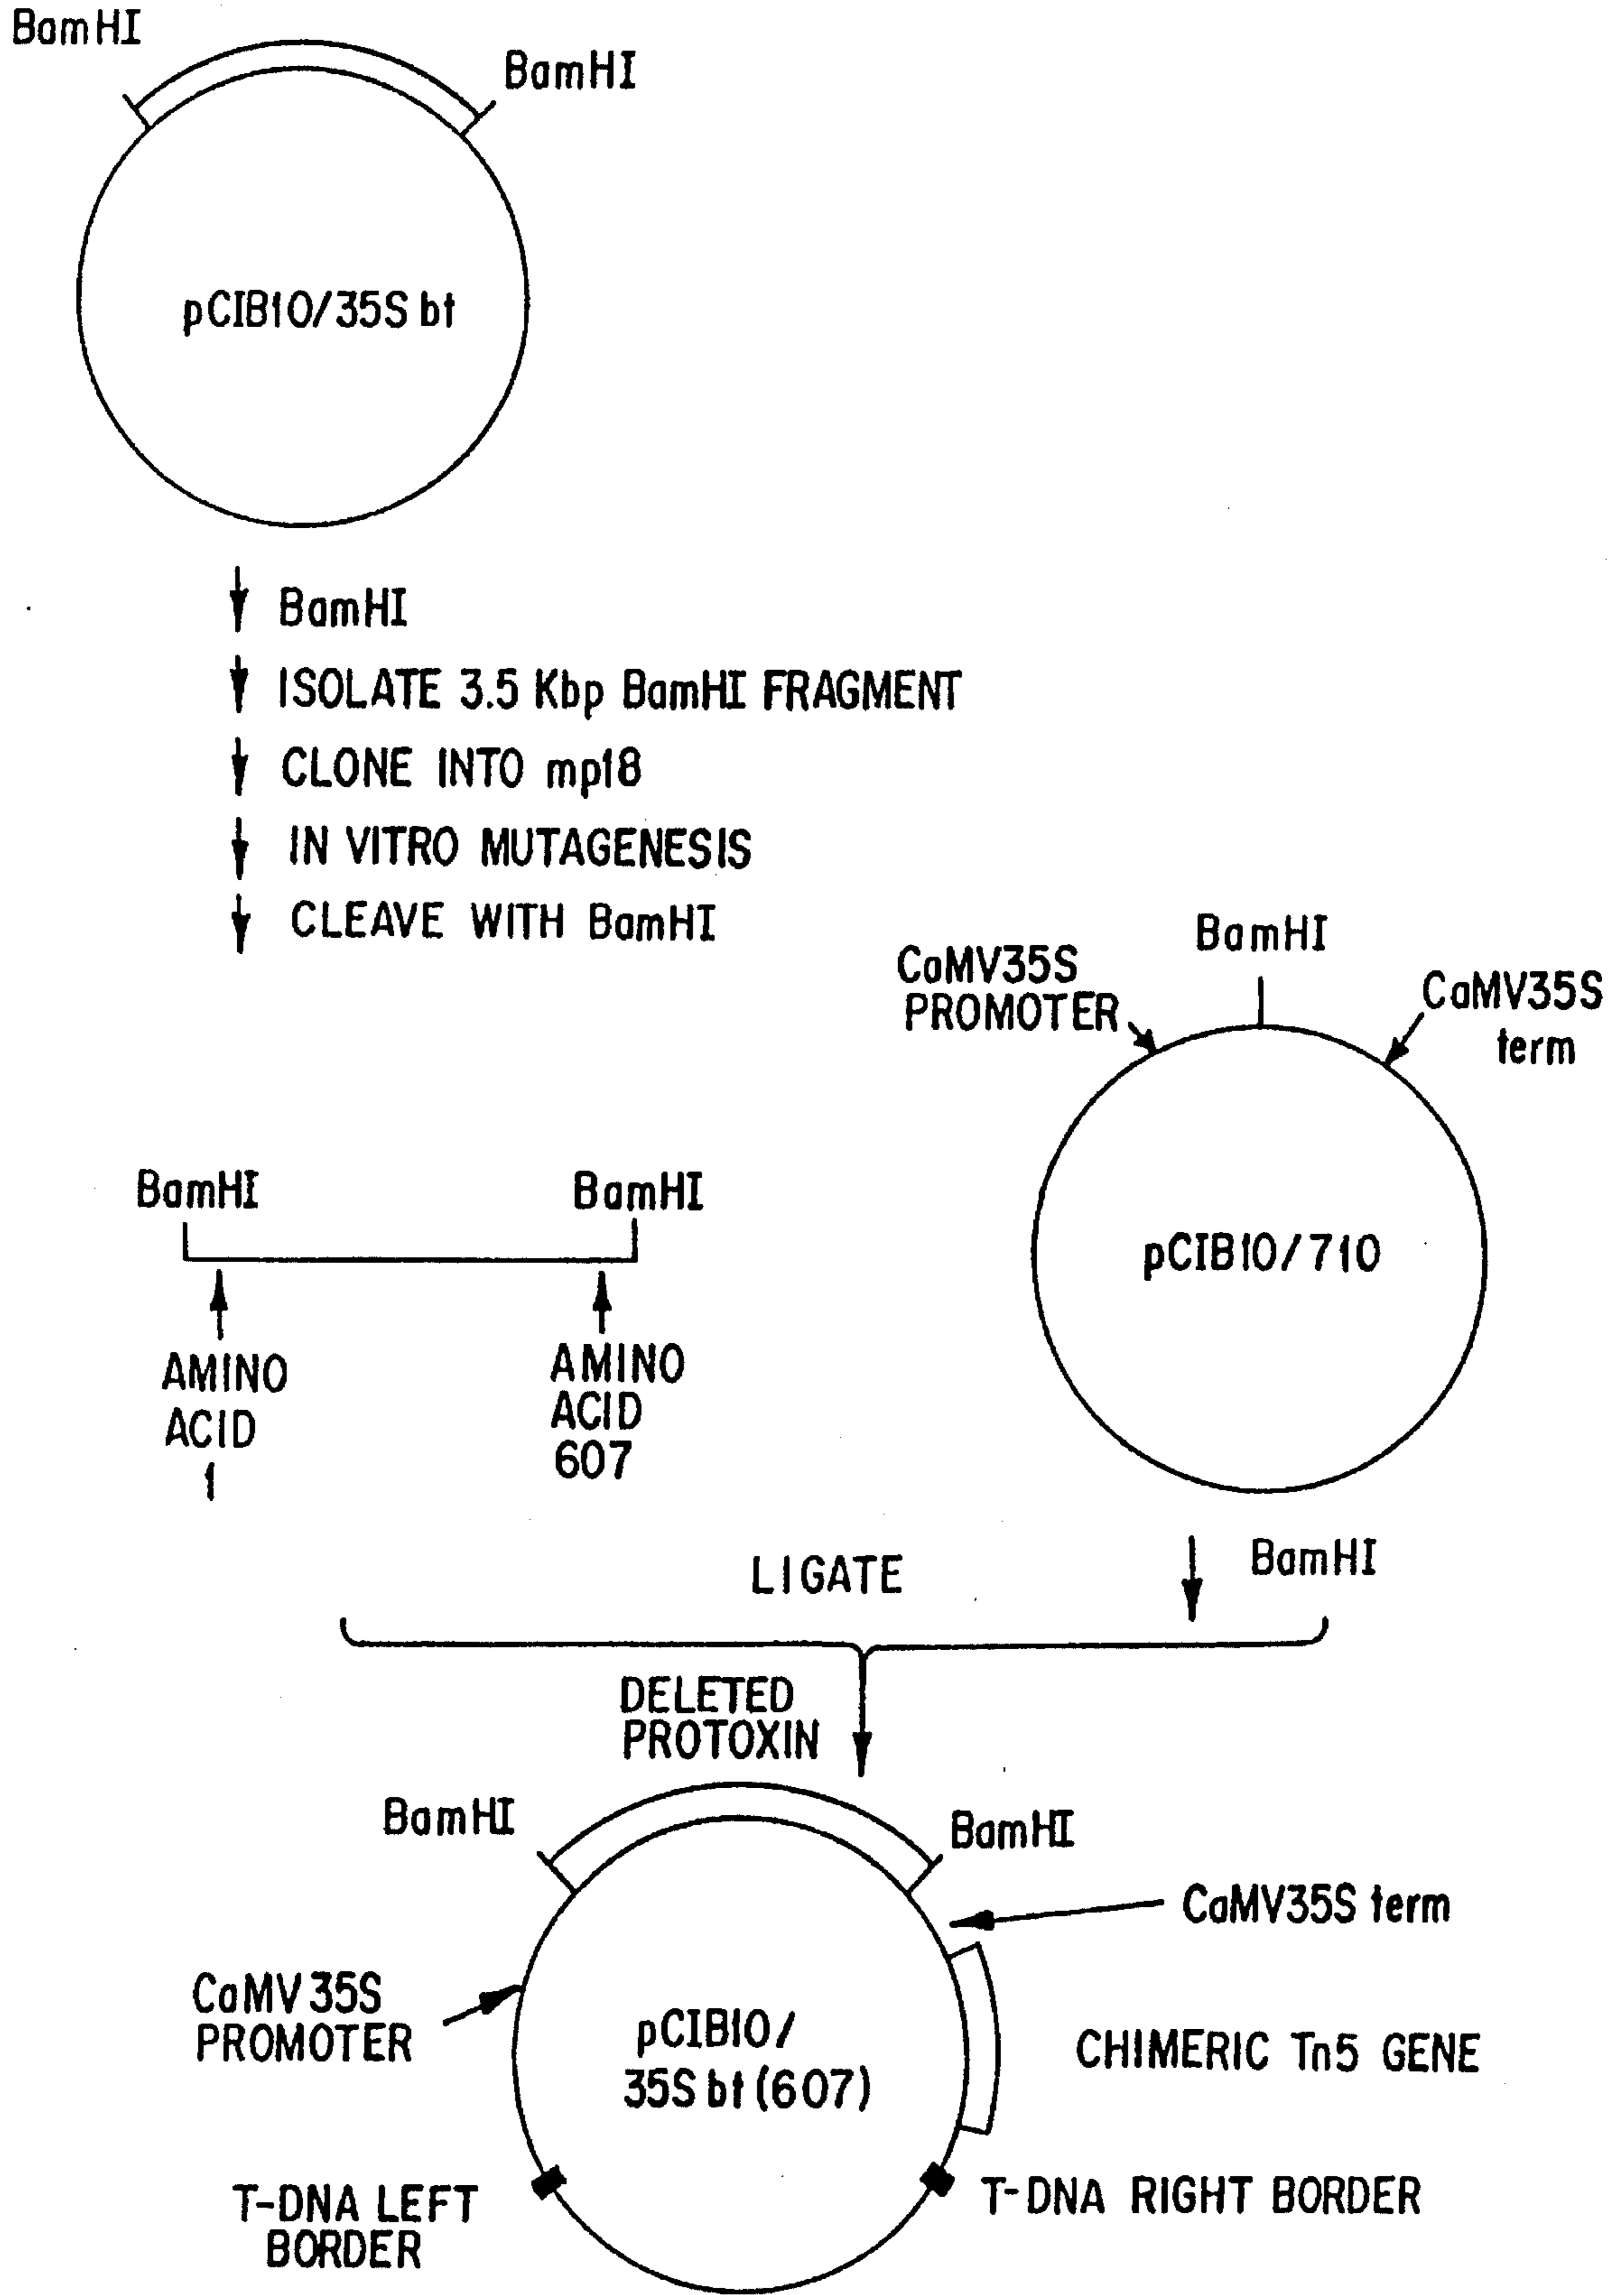 BamHI
BamHI
pCIB10/35S bt
BamHI
ISOLATE 3.5 Kbp BamHI FRAGMENT
CLONE INTO mp18
IN VITRO MUTAGENESIS
CLEAVE WITH BamHI
BamHI
CaMV35S
PROMOTER
CaMV35S
term
pCIB10/710
BamHI
BamHI
AMINO
ACID
1
AMINO
ACID
607
BamHI
LIGATE
DELETED
PROTOXIN
BamHI
BamHI
CaMV35S term
CaMV35S
PROMOTER
pCIB10/
35S bt (607)
CHIMERIC Tn5 GENE
T-DNA LEFT
BORDER
T-DNA RIGHT BORDER